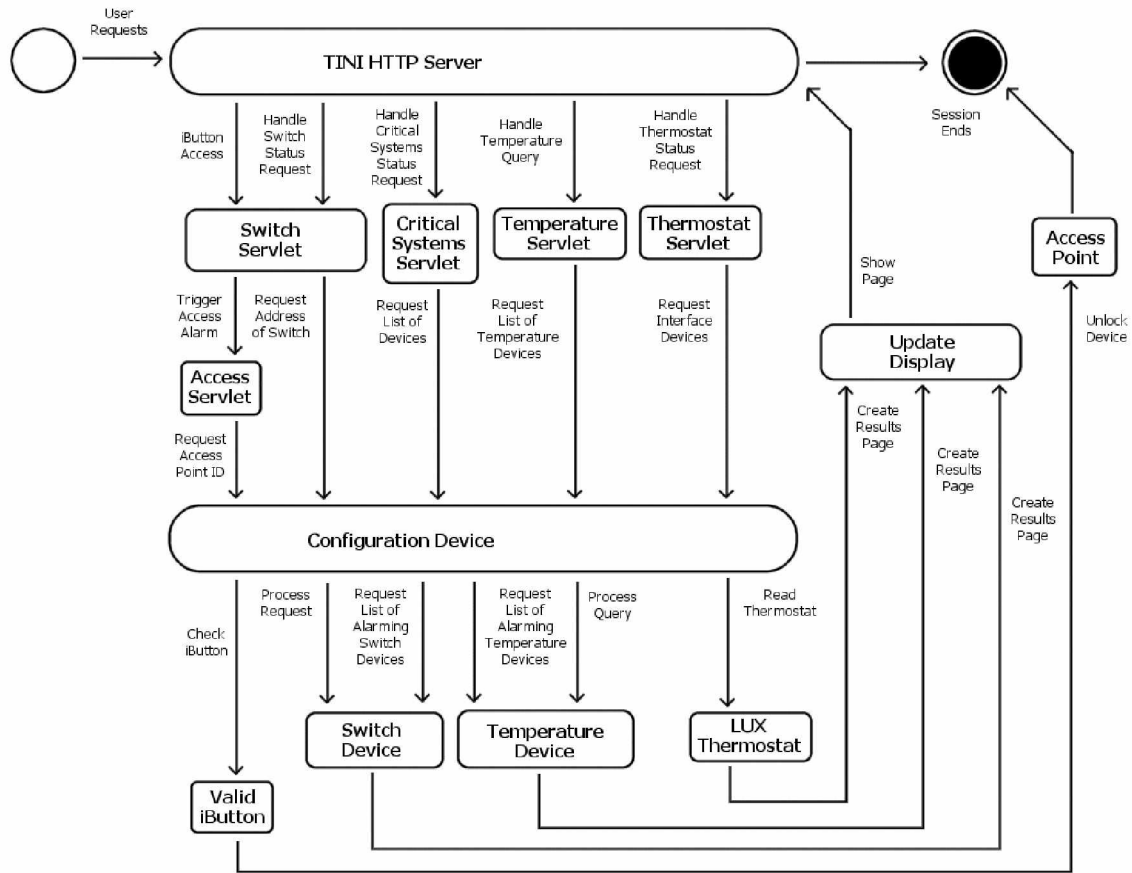 User
Requests
TINI HTTP Server
iButton
Access
Handle
Switch
Status
Request
Handle
Critical
Systems
Status
Request
Handle
Temperature
Query
Handle
Thermostat
Status
Request
Session
Ends
Switch
Servlet
Critical
Systems
Servlet
Temperature
Servlet
Thermostat
Servlet
Access
Point
Show
Page
Trigger
Access
Alarm
Request
Address
of Switch
Request
List of
Devices
Request
List of
Temperature
Devices
Request
Interface
Devices
Unlock
Device
Update
Display
Access
Servlet
Create
Results
Page
Request
Access
Point ID
Create
Results
Page
Create
Results
Page
Configuration Device
Check
iButton
Process
Request
Request
List of
Alarming
Switch
Devices
Request
List of
Alarming
Temperature
Devices
Process
Query
Read
Thermostat
Switch
Device
Temperature
Device
LUX
Thermostat
Valid
iButton